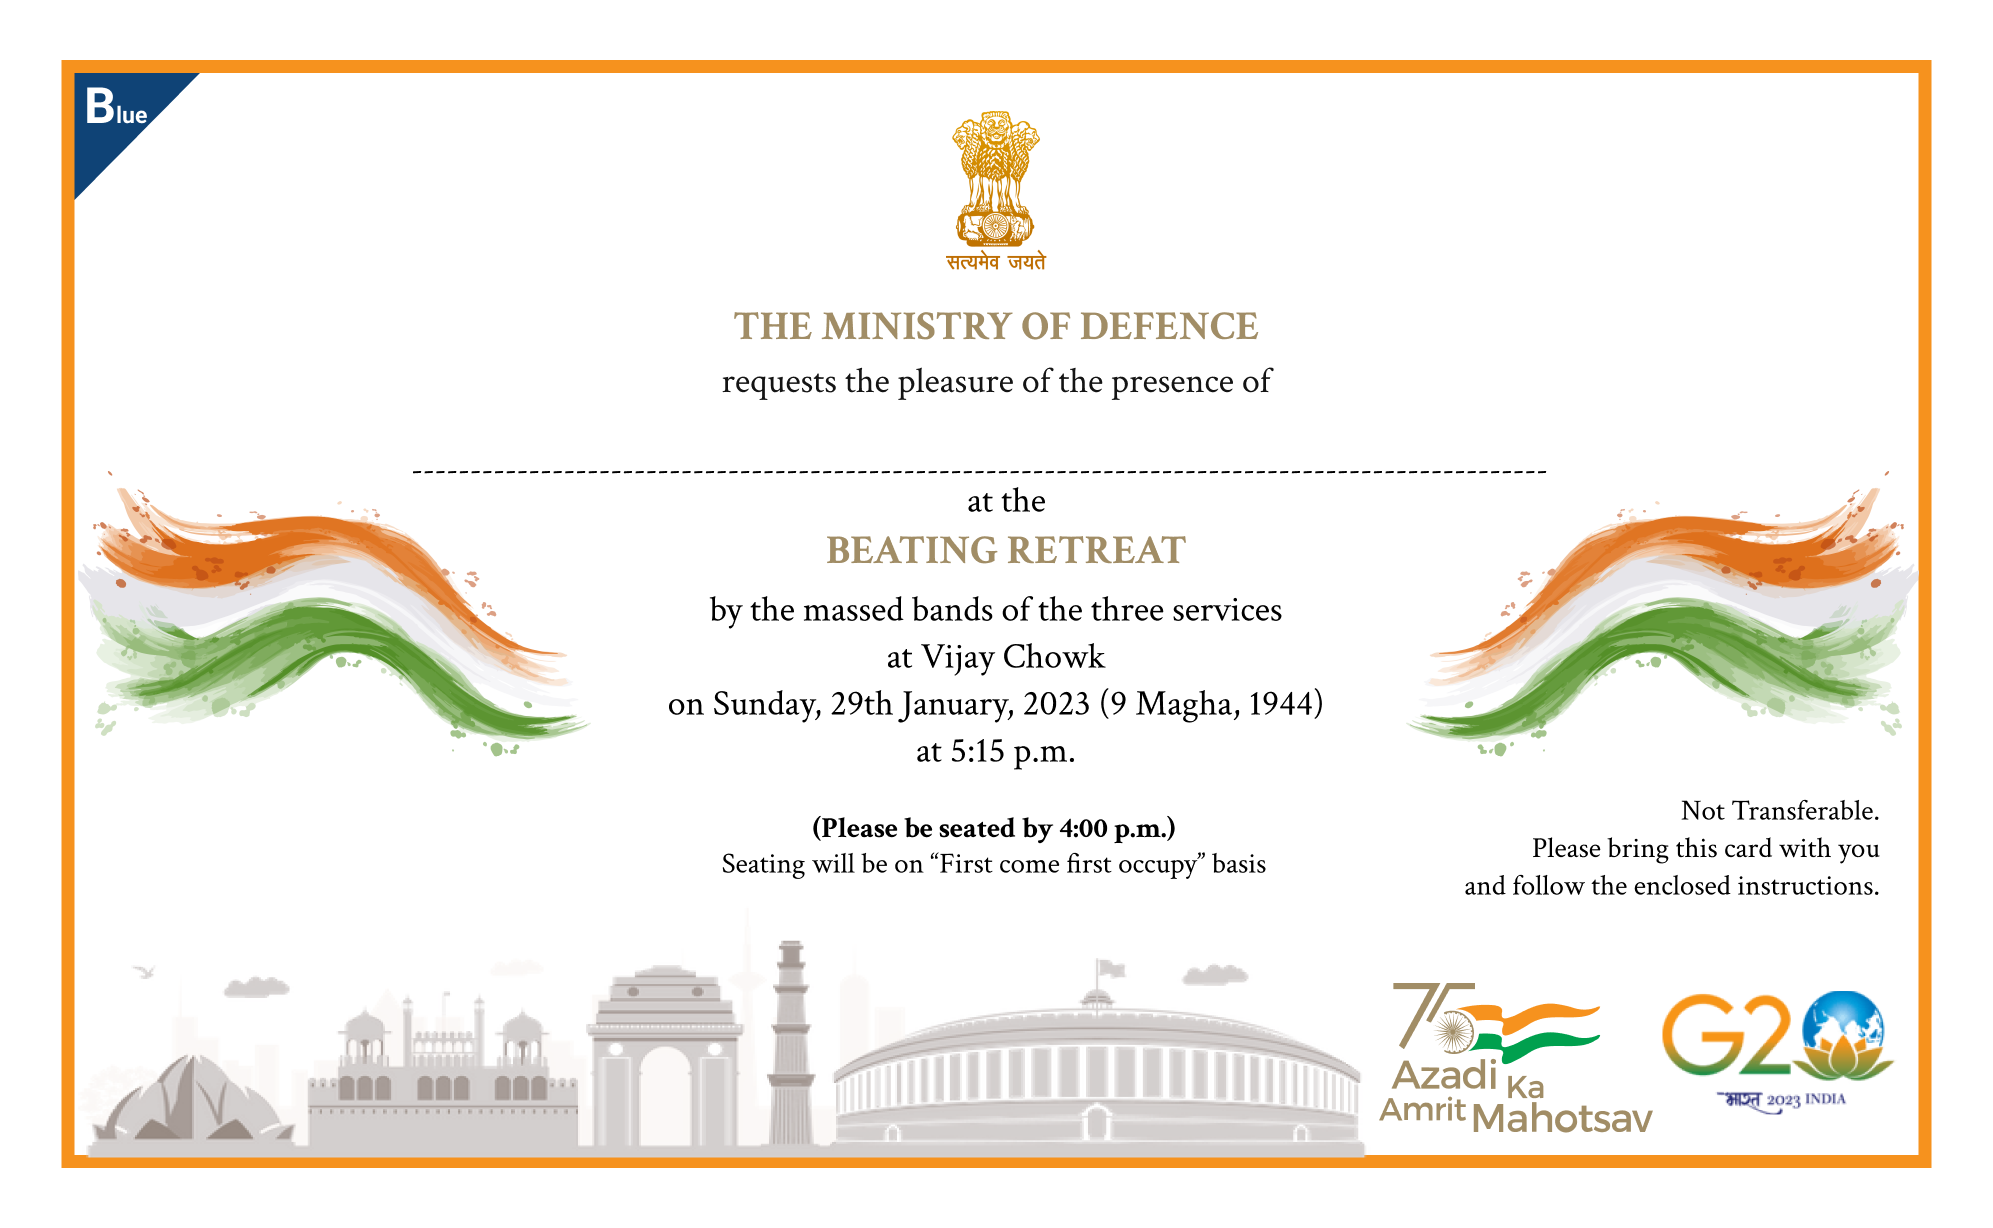 Blue
सत्यमेव जयते
THE MINISTRY OF DEFENCE
requests the pleasure of the presence of
at the
BEATING RETREAT
by the massed bands of the three services
at Vijay Chowk
on Sunday, 29th January, 2023 (9 Magha, 1944)
at 5:15 p.m.
(Please be seated by 4:00 p.m.)
Seating will be on “First come first occupy” basis
Not Transferable.
Please bring this card with you
and follow the enclosed instructions.
75
Azadi Ka
Amrit Mahotsav
G20
भारत 2023 INDIA